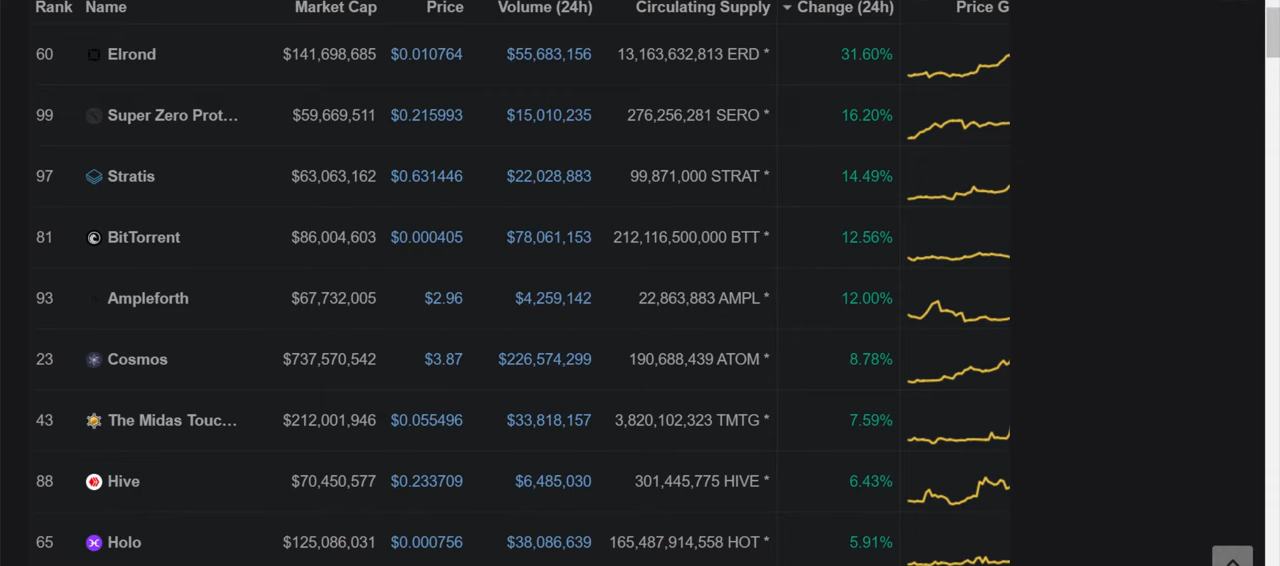 Rank Name Market Cap Price Volume (24h) Circulating Supply Change (24h) Price G
60 Elrond $141,698,685 $0.010764 $55,683,156 13,163,632,813 ERD * 31.60%
99 Super Zero Prot... $59,669,511 $0.215993 $15,010,235 276,256,281 SERO * 16.20%
97 Stratis $63,063,162 $0.631446 $22,028,883 99,871,000 STRAT * 14.49%
81 BitTorrent $86,004,603 $0.000405 $78,061,153 212,116,500,000 BTT * 12.56%
93 Ampleforth $67,732,005 $2.96 $4,259,142 22,863,883 AMPL * 12.00%
23 Cosmos $737,570,542 $3.87 $226,574,299 190,688,439 ATOM * 8.78%
43 The Midas Touc... $212,001,946 $0.055496 $33,818,157 3,820,102,323 TMTG * 7.59%
88 Hive $70,450,577 $0.233709 $6,485,030 301,445,775 HIVE * 6.43%
65 Holo $125,086,031 $0.000756 $38,086,639 165,487,914,558 HOT * 5.91%